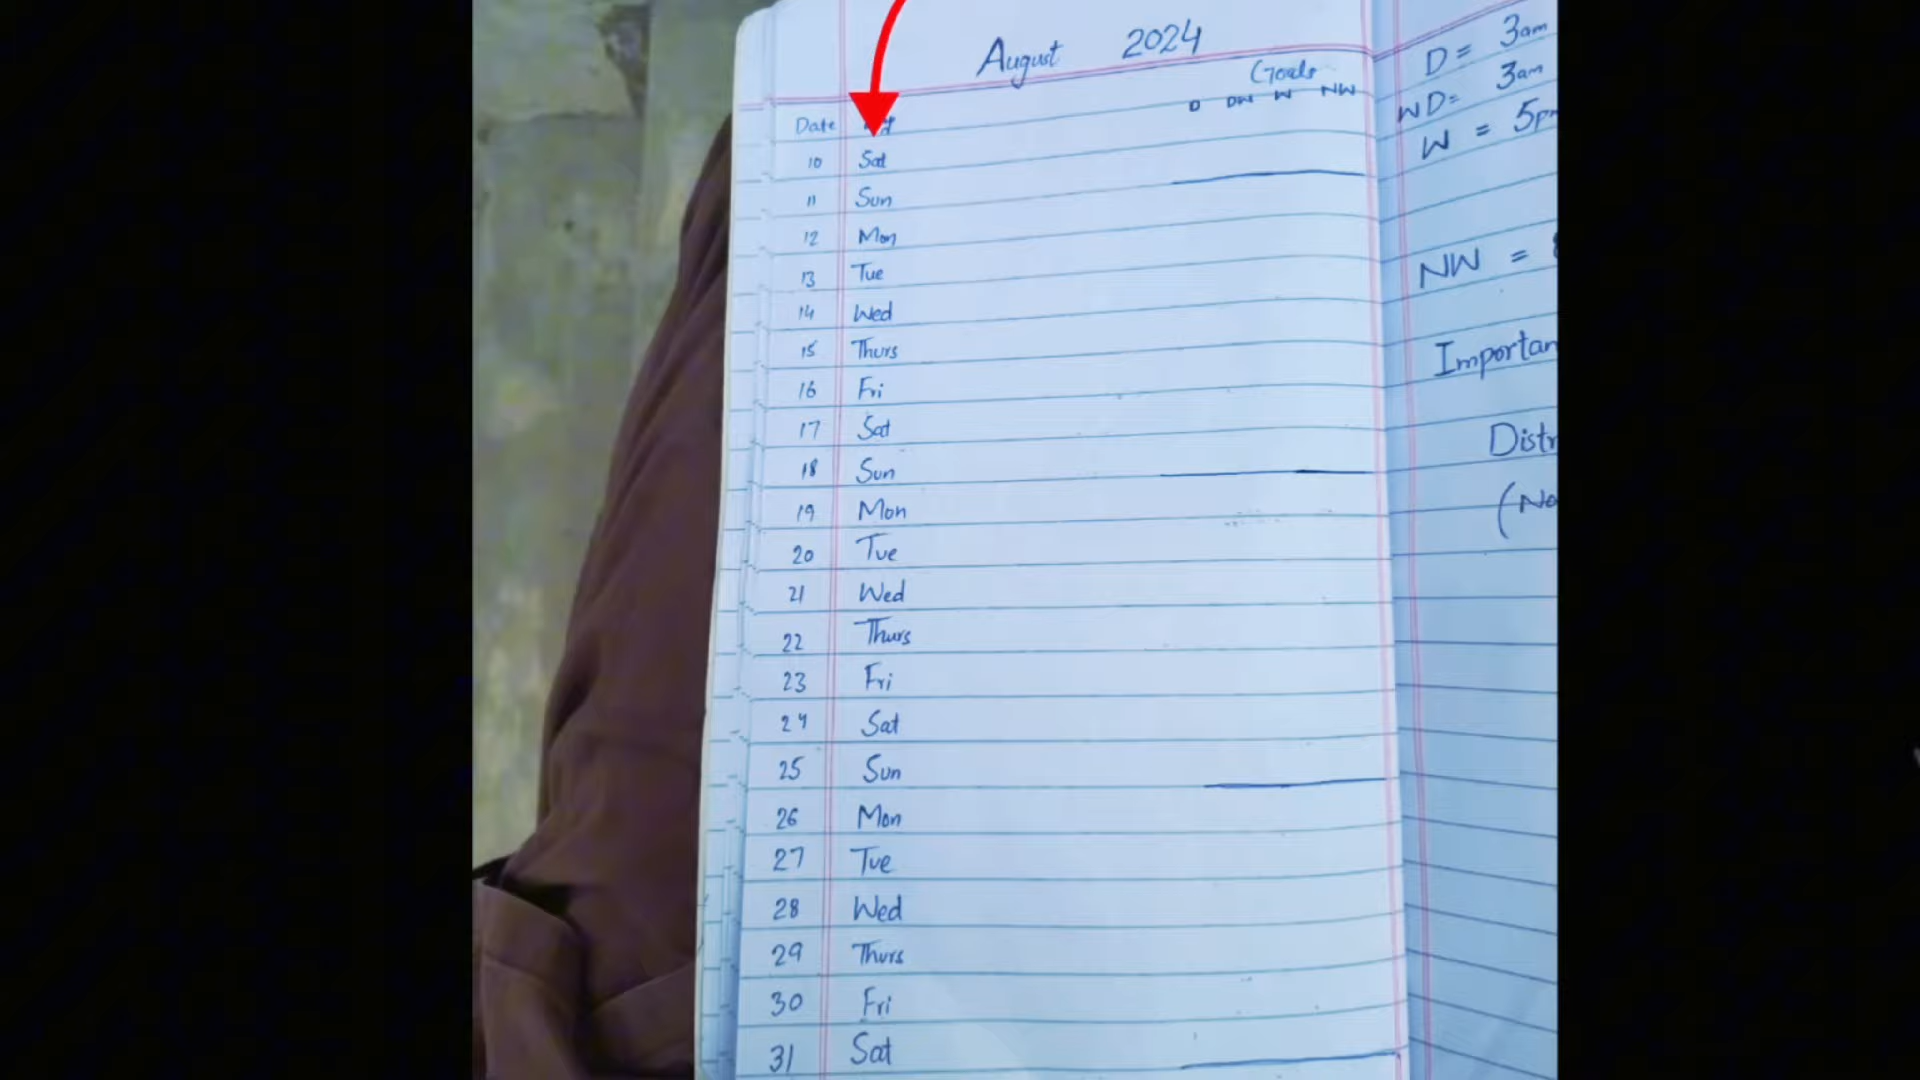 August 2024
Goals
D DW W NW
Date
10 Sat
11 Sun
12 Mon
13 Tue
14 Wed
15 Thurs
16 Fri
17 Sat
18 Sun
19 Mon
20 Tue
21 Wed
22 Thurs
23 Fri
24 Sat
25 Sun
26 Mon
27 Tue
28 Wed
29 Thurs
30 Fri
31 Sat
D = 3am
WD= 3am
W = 5p
NW =
Importan
Distr
(No